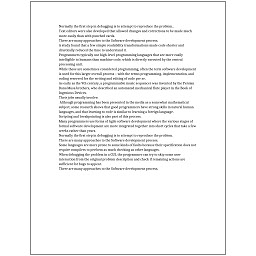 Normally the first step in debugging is to attempt to reproduce the problem.
Text editors were also developed that allowed changes and corrections to be made much
more easily than with punched cards.
There are many approaches to the Software development process.
A study found that a few simple readability transformations made code shorter and
drastically reduced the time to understand it.
Programmers typically use high-level programming languages that are more easily
intelligible to humans than machine code, which is directly executed by the central
processing unit.
While these are sometimes considered programming, often the term software development
is used for this larger overall process – with the terms programming, implementation, and
coding reserved for the writing and editing of code per se.
As early as the 9th century, a programmable music sequencer was invented by the Persian
Banu Musa brothers, who described an automated mechanical flute player in the Book of
Ingenious Devices.
Their jobs usually involve:
Although programming has been presented in the media as a somewhat mathematical
subject, some research shows that good programmers have strong skills in natural human
languages, and that learning to code is similar to learning a foreign language.
Scripting and breakpointing is also part of this process.
Many programmers use forms of Agile software development where the various stages of
formal software development are more integrated together into short cycles that take a few
weeks rather than years.
Normally the first step in debugging is to attempt to reproduce the problem.
There are many approaches to the Software development process.
Some languages are more prone to some kinds of faults because their specification does not
require compilers to perform as much checking as other languages.
When debugging the problem in a GUI, the programmer can try to skip some user
interaction from the original problem description and check if remaining actions are
sufficient for bugs to appear.
There are many approaches to the Software development process.